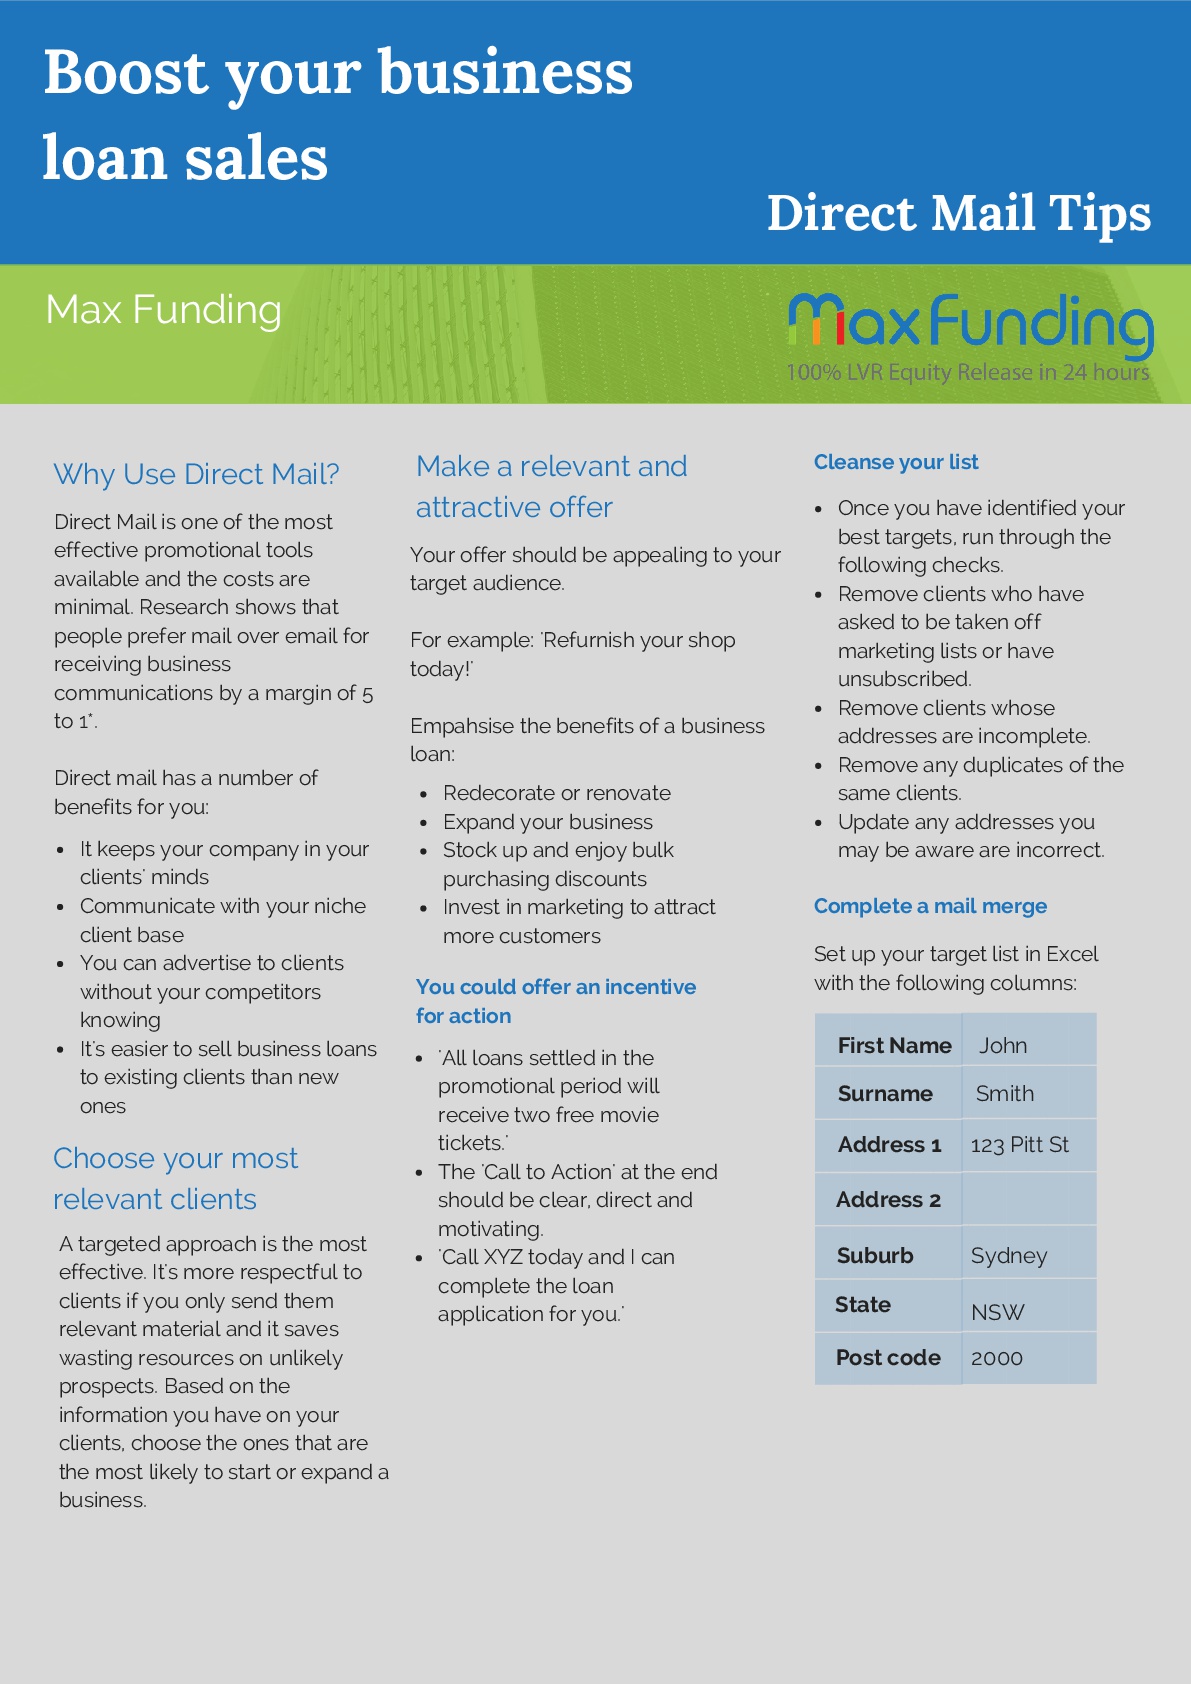 Boost your business
loan sales
Direct Mail Tips
Max Funding
maxFunding
100% LVR Equity Release in 24 hours
Why Use Direct Mail?
Direct Mail is one of the most
effective promotional tools
available and the costs are
minimal. Research shows that
people prefer mail over email for
receiving business
communications by a margin of 5
to 1*.
Direct mail has a number of
benefits for you:
• It keeps your company in your
clients' minds
• Communicate with your niche
client base
• You can advertise to clients
without your competitors
knowing
• It's easier to sell business loans
to existing clients than new
ones
Choose your most
relevant clients
A targeted approach is the most
effective. It's more respectful to
clients if you only send them
relevant material and it saves
wasting resources on unlikely
prospects. Based on the
information you have on your
clients, choose the ones that are
the most likely to start or expand a
business.
Make a relevant and
attractive offer
Your offer should be appealing to your
target audience.
For example: 'Refurnish your shop
today!'
Empahsise the benefits of a business
loan:
• Redecorate or renovate
• Expand your business
• Stock up and enjoy bulk
purchasing discounts
• Invest in marketing to attract
more customers
You could offer an incentive
for action
• 'All loans settled in the
promotional period will
receive two free movie
tickets.'
• The 'Call to Action' at the end
should be clear, direct and
motivating.
• 'Call XYZ today and I can
complete the loan
application for you.'
Cleanse your list
• Once you have identified your
best targets, run through the
following checks.
• Remove clients who have
asked to be taken off
marketing lists or have
unsubscribed.
• Remove clients whose
addresses are incomplete.
• Remove any duplicates of the
same clients.
• Update any addresses you
may be aware are incorrect.
Complete a mail merge
Set up your target list in Excel
with the following columns:
First Name John
Surname Smith
Address 1 123 Pitt St
Address 2
Suburb Sydney
State NSW
Post code 2000